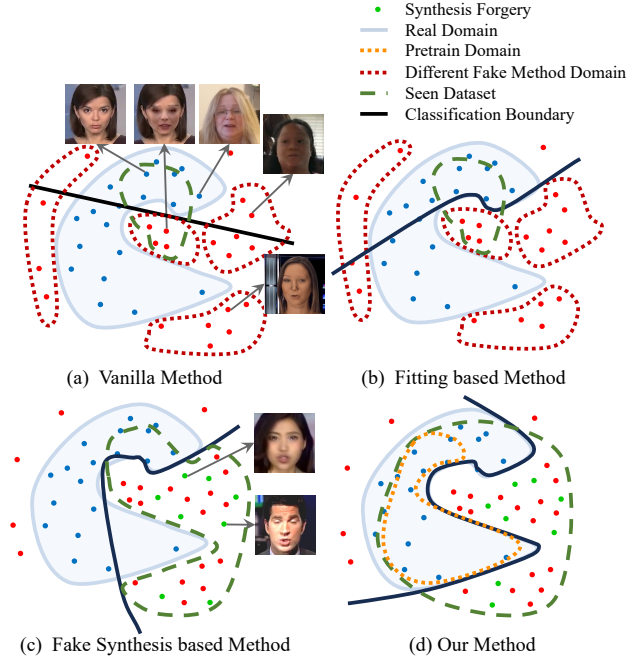 Synthesis Forgery
Real Domain
Pretrain Domain
Different Fake Method Domain
Seen Dataset
Classification Boundary
(a) Vanilla Method
(b) Fitting based Method
(c) Fake Synthesis based Method
(d) Our Method